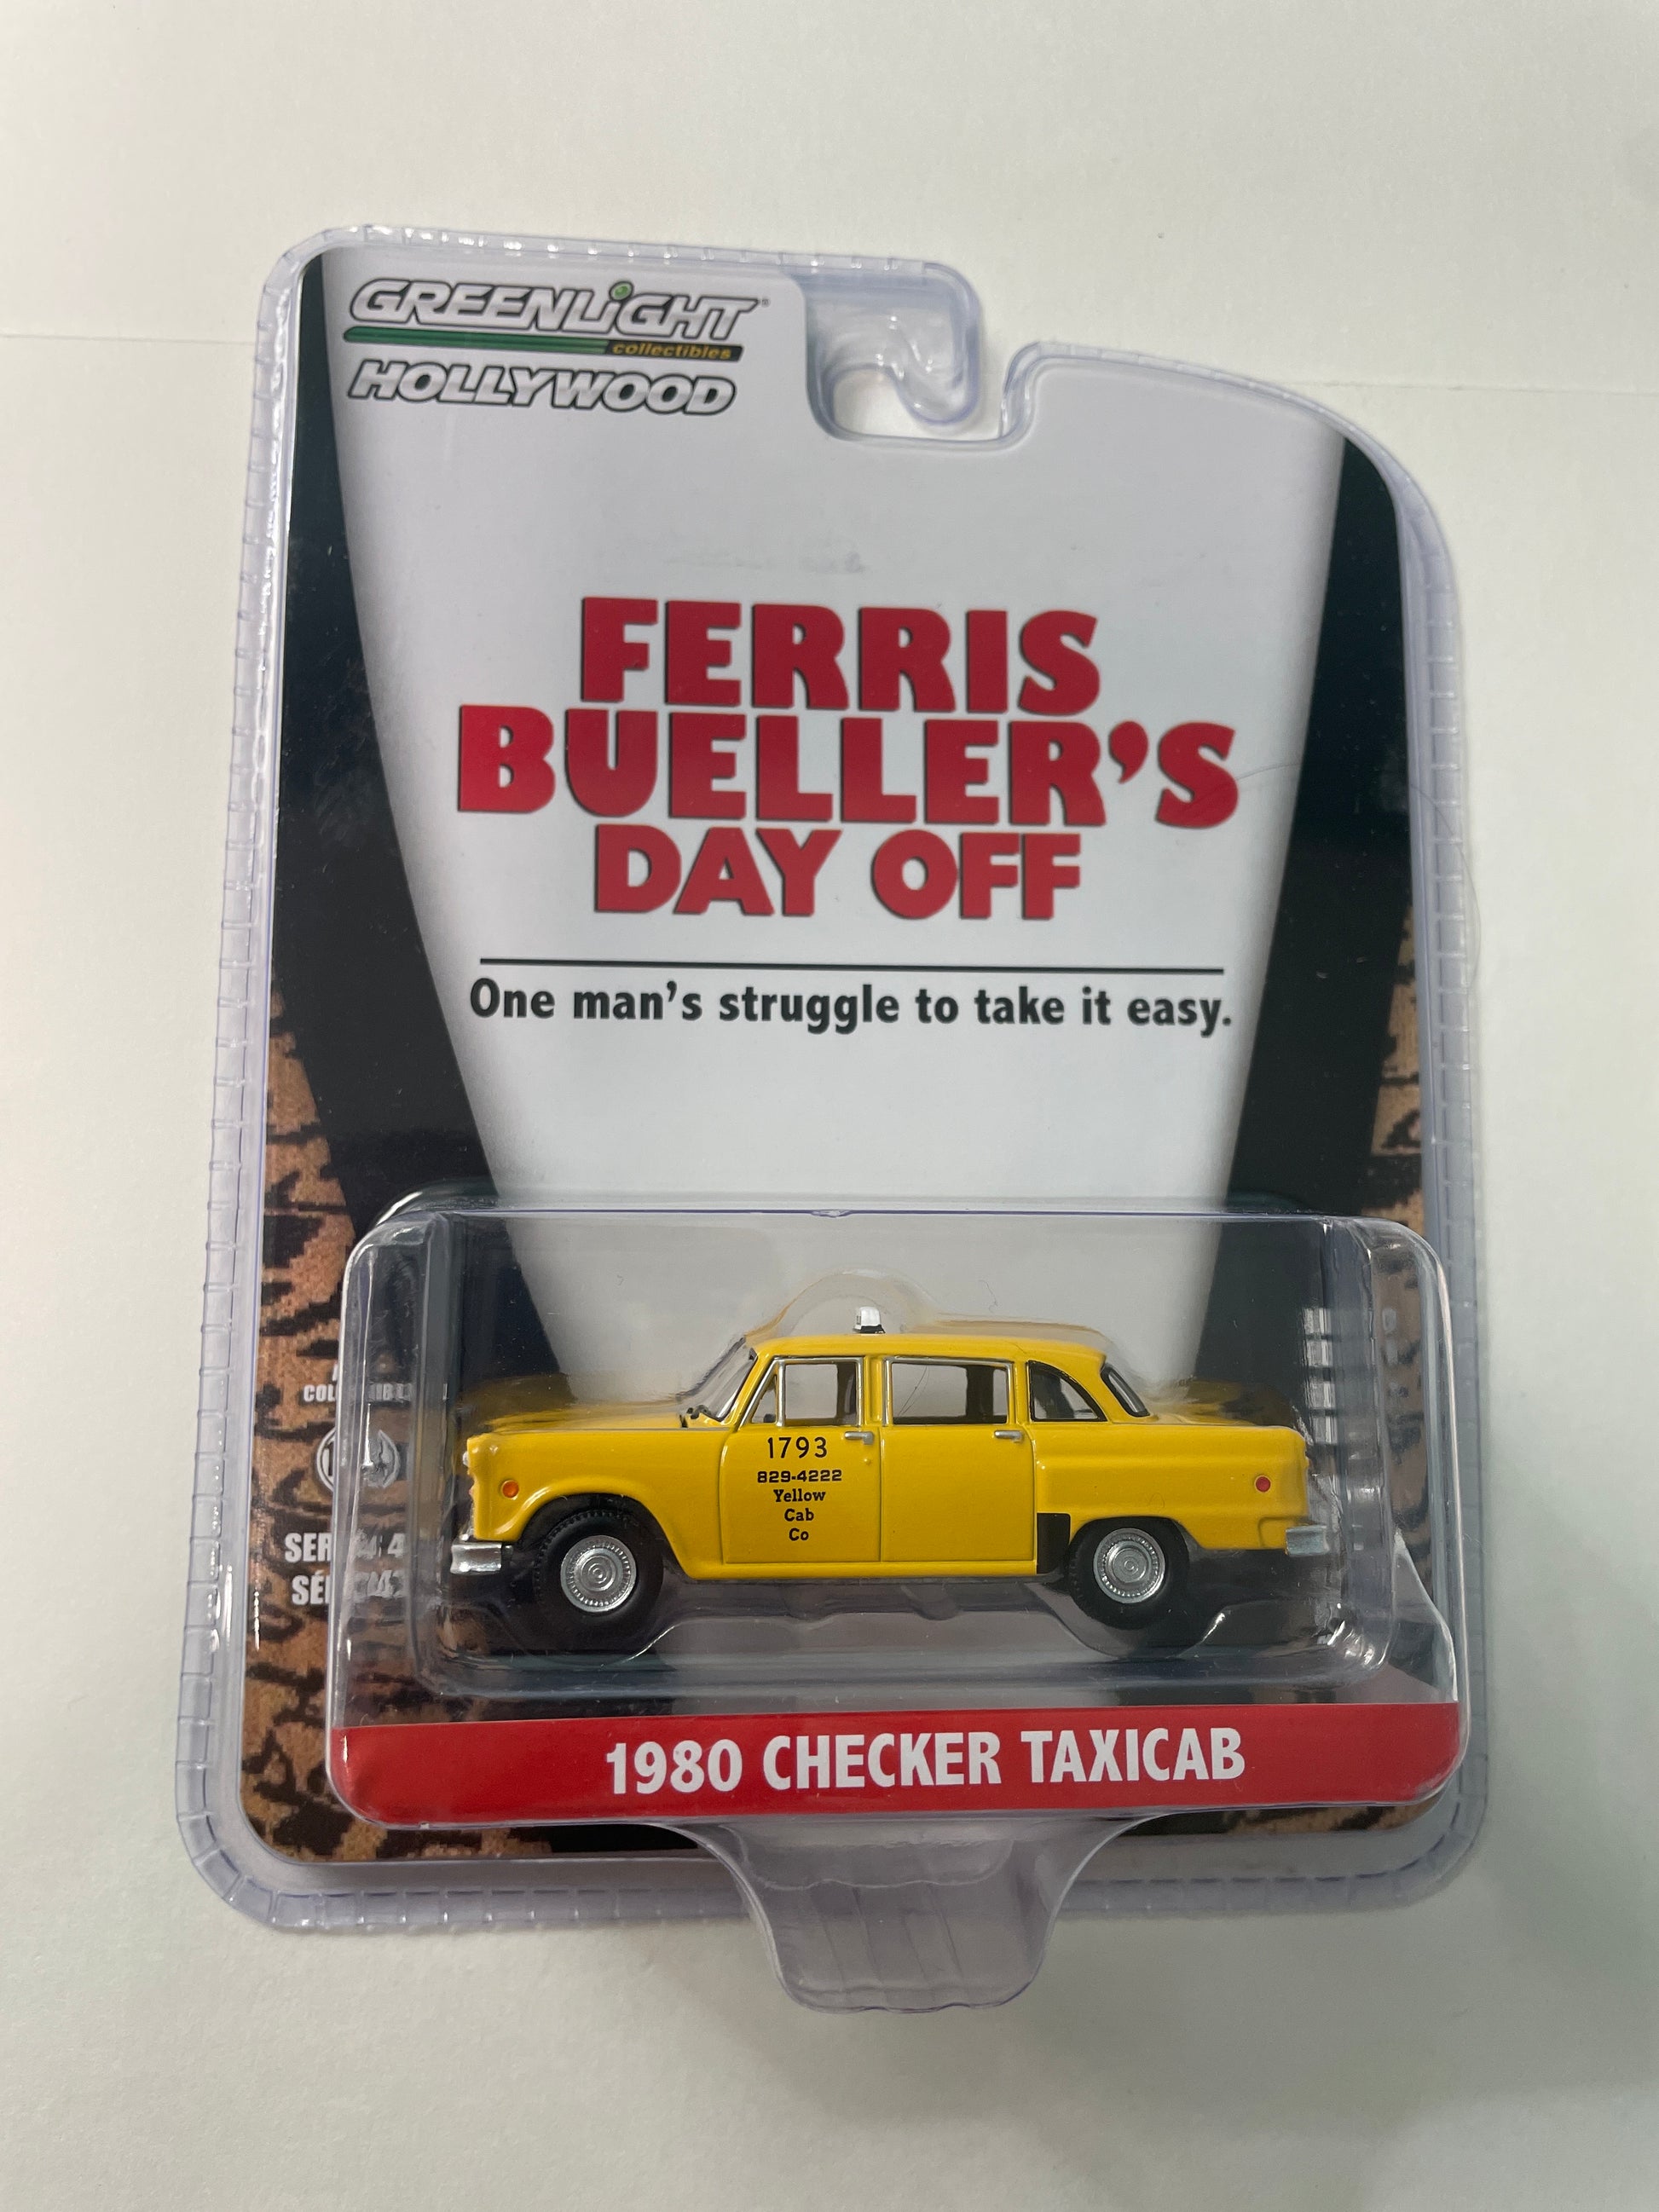 GREENLiGHT®
collectibles
HOLLYWOOD
FERRIS
BUELLER'S
DAY OFF
One man's struggle to take it easy.
1793
829-4222
Yellow
Cab
Co
1980 CHECKER TAXICAB